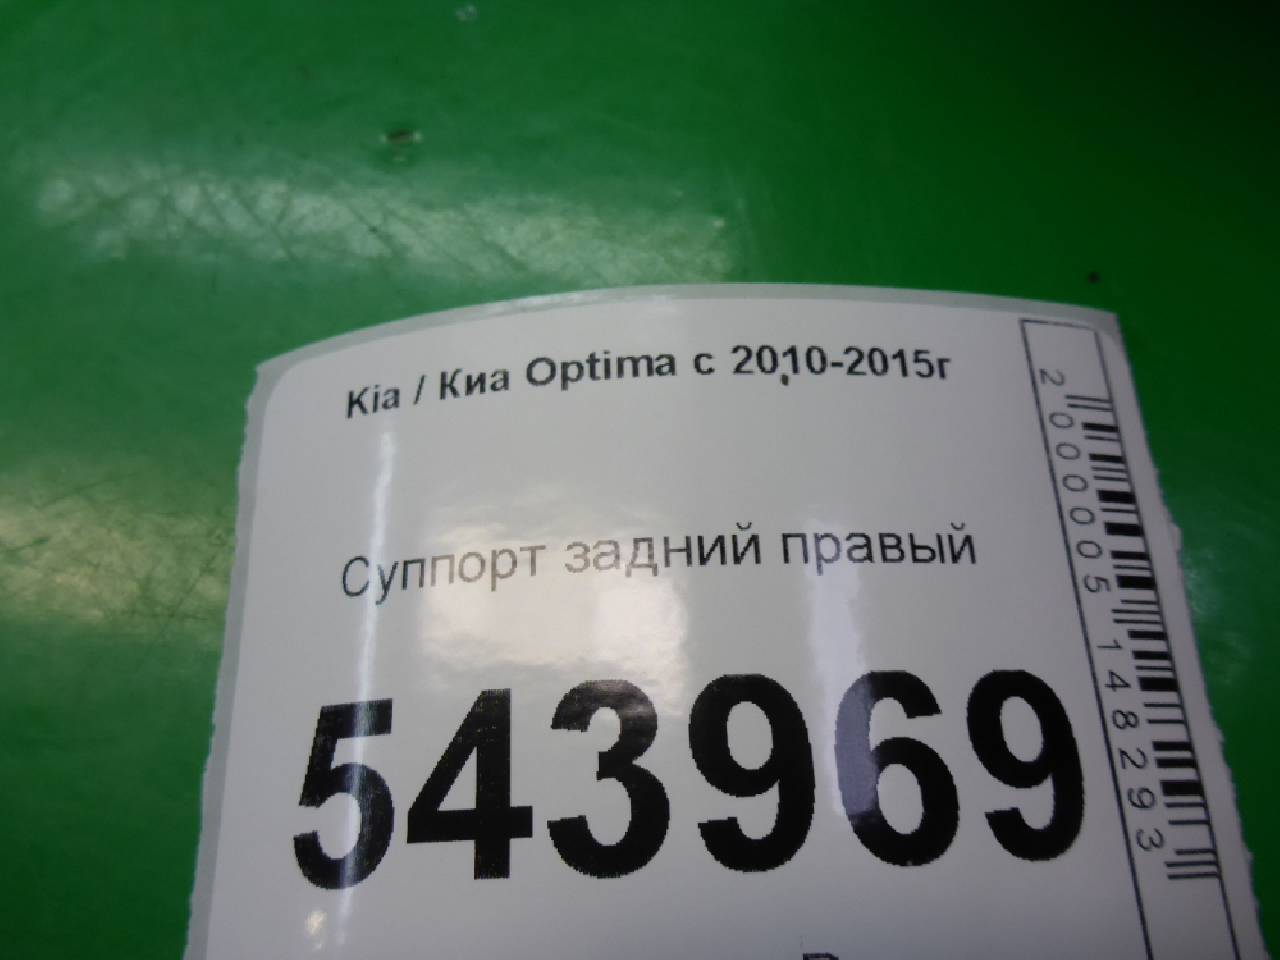 Kia / Киа Optima с 2010-2015г
Суппорт задний правый
543969
2000005148293